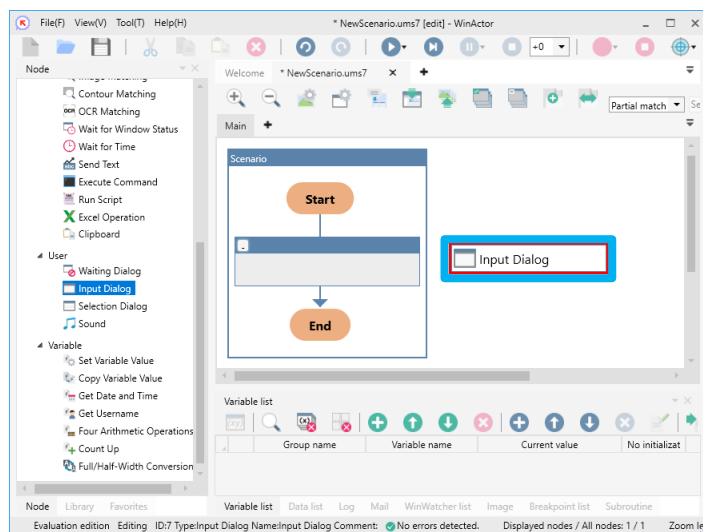 File(F) View(V) Tool(T) Help(H) * NewScenario.ums7 [edit] - WinActor
+0
Node
Image Matching
Contour Matching
OCR OCR Matching
Wait for Window Status
Wait for Time
Send Text
Execute Command
Run Script
Excel Operation
Clipboard
User
Waiting Dialog
Input Dialog
Selection Dialog
Sound
Variable
Set Variable Value
Copy Variable Value
Get Date and Time
Get Username
Four Arithmetic Operations
Count Up
Full/Half-Width Conversion
Node Library Favorites
Welcome * NewScenario.ums7
Partial match Se
Main
Scenario
Start
Input Dialog
End
Variable list
Group name Variable name Current value No initializat
Variable list Data list Log Mail WinWatcher list Image Breakpoint list Subroutine
Evaluation edition Editing ID:7 Type:Input Dialog Name:Input Dialog Comment: No errors detected. Displayed nodes / All nodes: 1 / 1 Zoom le